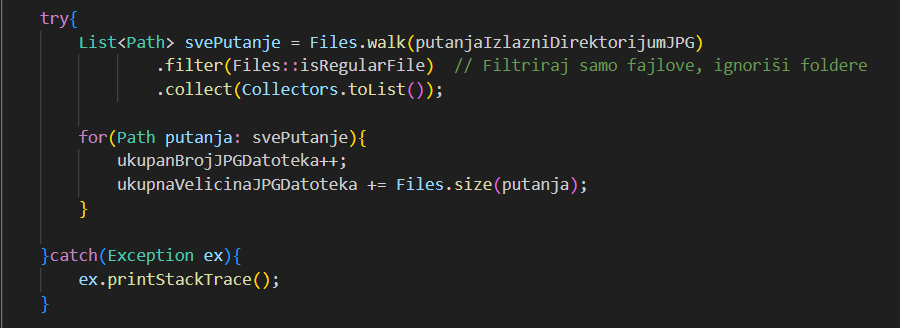 try{
List<Path> svePutanje = Files.walk(putanjaIzlazniDirektorijumJPG)
.filter(Files::isRegularFile)  // Filtriraj samo fajlove, ignoriši foldere
.collect(Collectors.toList());
for(Path putanja: svePutanje){
ukupanBrojJPGDatoteka++;
ukupnaVelicinaJPGDatoteka += Files.size(putanja);
}
}catch(Exception ex){
ex.printStackTrace();
}